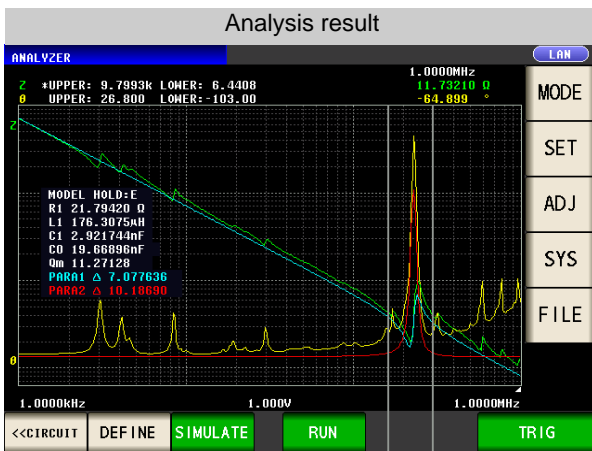 Analysis result
ANALYZER
LAN
1.0000MHz
Z *UPPER: 9.7993k LOWER: 6.4408 11.73210 Ω
θ UPPER: 26.800 LOWER:-103.00 -64.899 °
MODE
SET
ADJ
SYS
FILE
Z
MODEL HOLD:E
R1 21.79420 Ω
L1 176.3075µH
C1 2.921744nF
C0 19.66896nF
Qm 11.27128
PARA1 △ 7.077636
PARA2 △ 10.18690
θ
1.0000kHz 1.000V 1.0000MHz
<<CIRCUIT DEFINE SIMULATE RUN TRIG